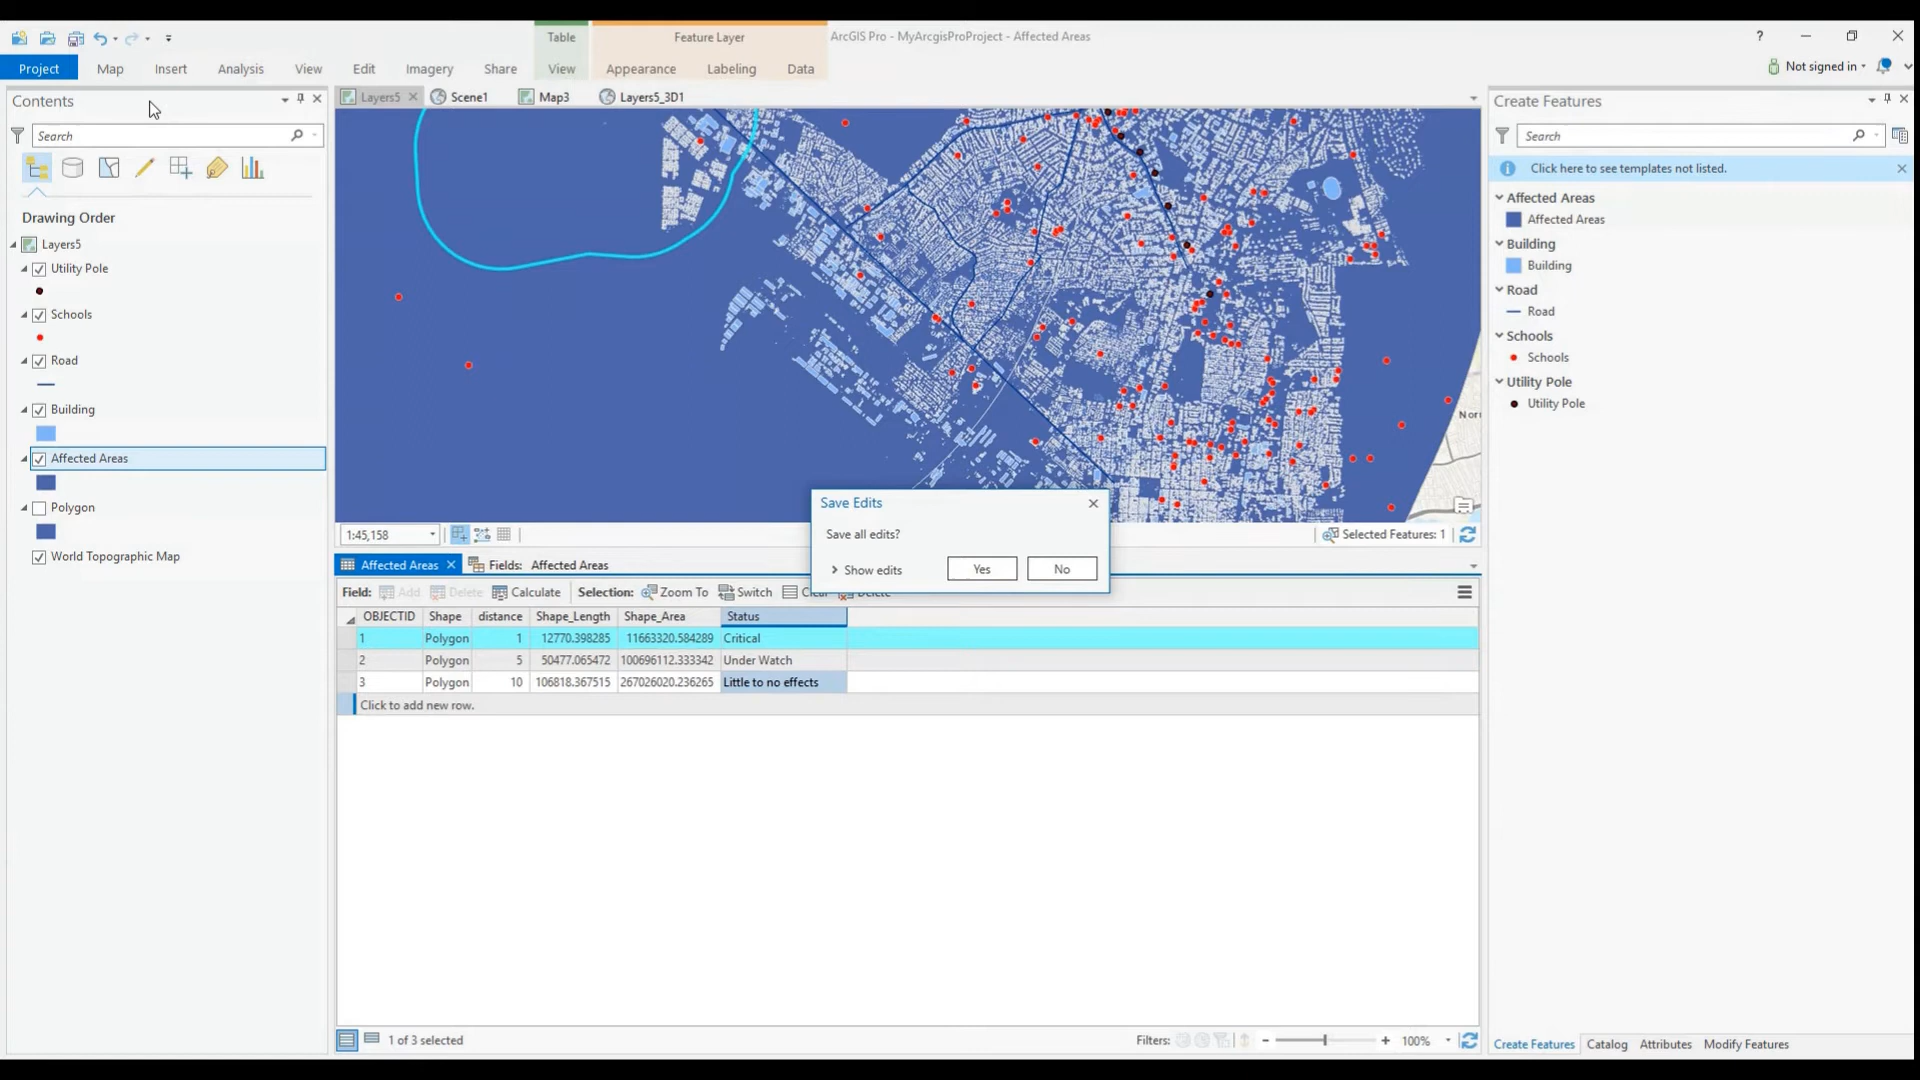 Table
Feature Layer
ArcGIS Pro - MyArcgisProProject - Affected Areas
?
Project
Map
Insert
Analysis
View
Edit
Imagery
Share
View
Appearance
Labeling
Data
Not signed in
Contents
Search
Drawing Order
Layers5
Utility Pole
Schools
Road
Building
Affected Areas
Polygon
World Topographic Map
Layers5
Scene1
Map3
Layers5_3D1
Nor
1:45,158
Selected Features: 1
Save Edits
Save all edits?
Show edits
Yes
No
Affected Areas
Fields: Affected Areas
Field: Add Delete Calculate Selection: Zoom To Switch Delete
OBJECTID Shape distance Shape_Length Shape_Area Status
1 Polygon 1 12770.398285 11663320.584289 Critical
2 Polygon 5 50477.065472 100696112.333342 Under Watch
3 Polygon 10 106818.367515 267026020.236265 Little to no effects
Click to add new row.
1 of 3 selected
Filters:
- + 100%
Create Features
Search
Click here to see templates not listed.
Affected Areas
Affected Areas
Building
Building
Road
Road
Schools
Schools
Utility Pole
Utility Pole
Create Features Catalog Attributes Modify Features